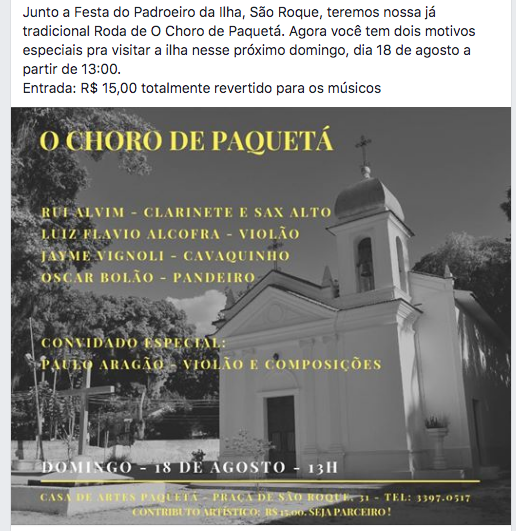 Junto a Festa do Padroeiro da Ilha, São Roque, teremos nossa já
tradicional Roda de O Choro de Paquetá. Agora você tem dois motivos
especiais pra visitar a ilha nesse próximo domingo, dia 18 de agosto a
partir de 13:00.
Entrada: R$ 15,00 totalmente revertido para os músicos
O CHORO DE PAQUETÁ
RUI ALVIM - CLARINETE E SAX ALTO
LUIZ FLAVIO ALCOFRA - VIOLÃO
JAYME VIGNOLI - CAVAQUINHO
OSCAR BOLÃO - PANDEIRO
CONVIDADO ESPECIAL:
PAULO ARAGÃO - VIOLÃO E COMPOSIÇÕES
DOMINGO - 18 DE AGOSTO - 13H
CASA DE ARTES PAQUETÁ - PRAÇA DE SÃO ROQUE, 31 - TEL: 3397.0517
CONTRIBUTO ARTÍSTICO: R$ 15,00. SEJA PARCEIRO!